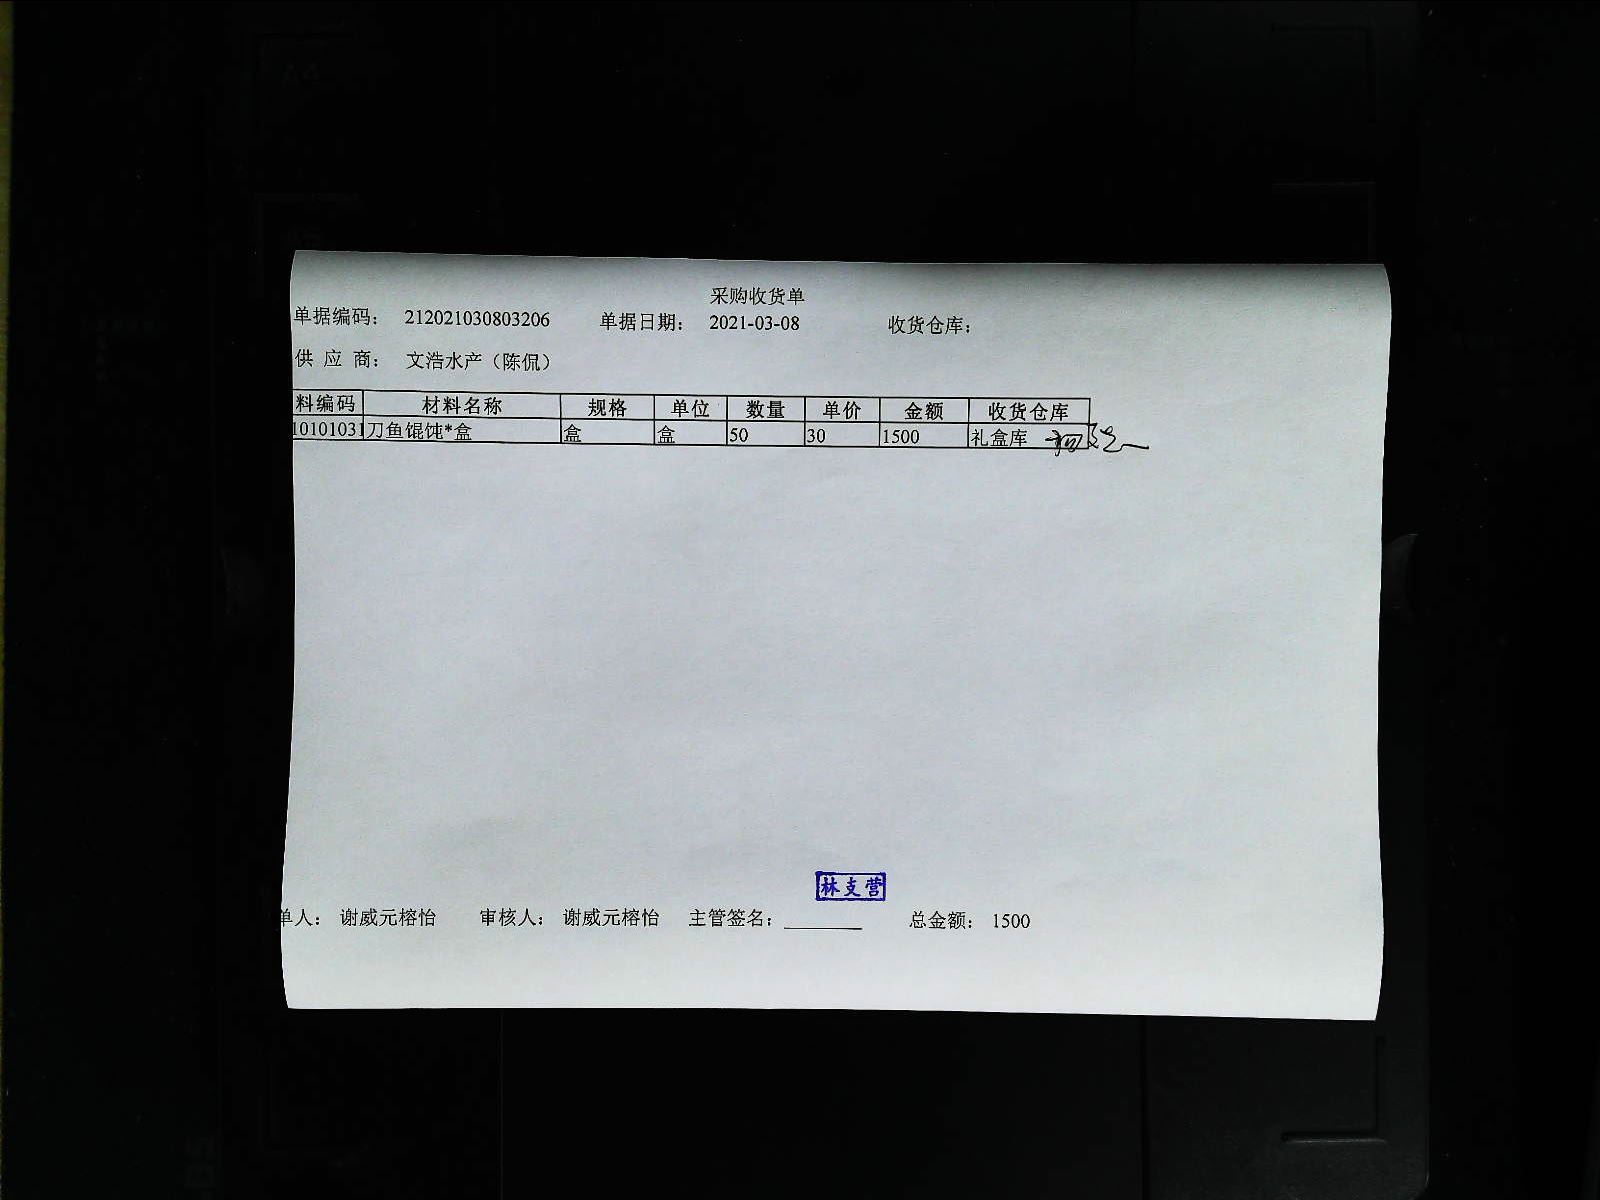 采购收货单
单据编码： 212021030803206 单据日期： 2021-03-08 收货仓库：
供 应 商： 文浩水产（陈侃）
料编码 材料名称 规格 单位 数量 单价 金额 收货仓库
10101031 刀鱼馄饨*盒 盒 盒 50 30 1500 礼盒库
林支营
单人： 谢威元榕怡 审核人： 谢威元榕怡 主管签名： 总金额： 1500